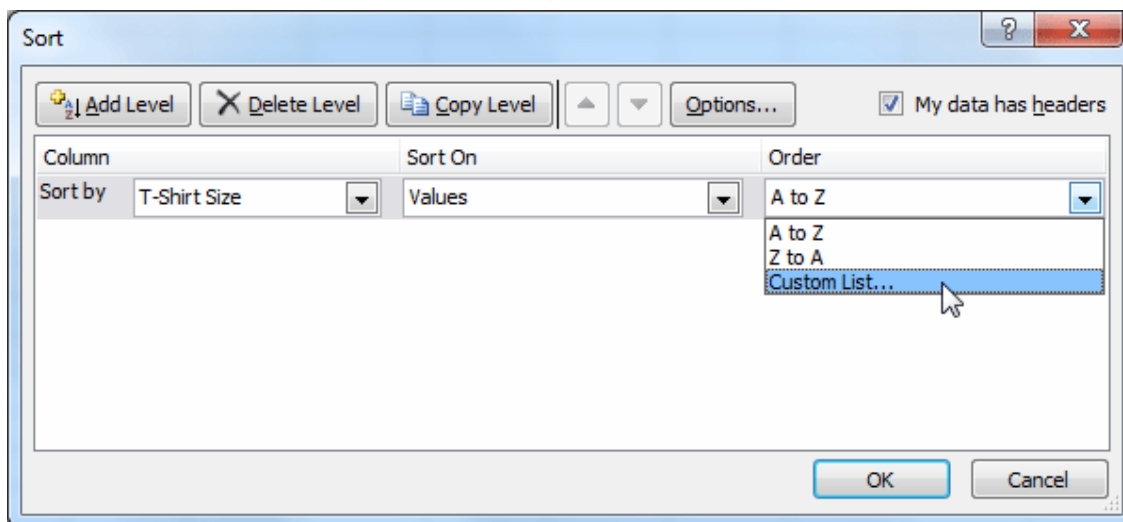 Sort
Add Level Delete Level Copy Level Options... My data has headers
Column Sort On Order
Sort by T-Shirt Size Values A to Z
A to Z
Z to A
Custom List...
OK Cancel